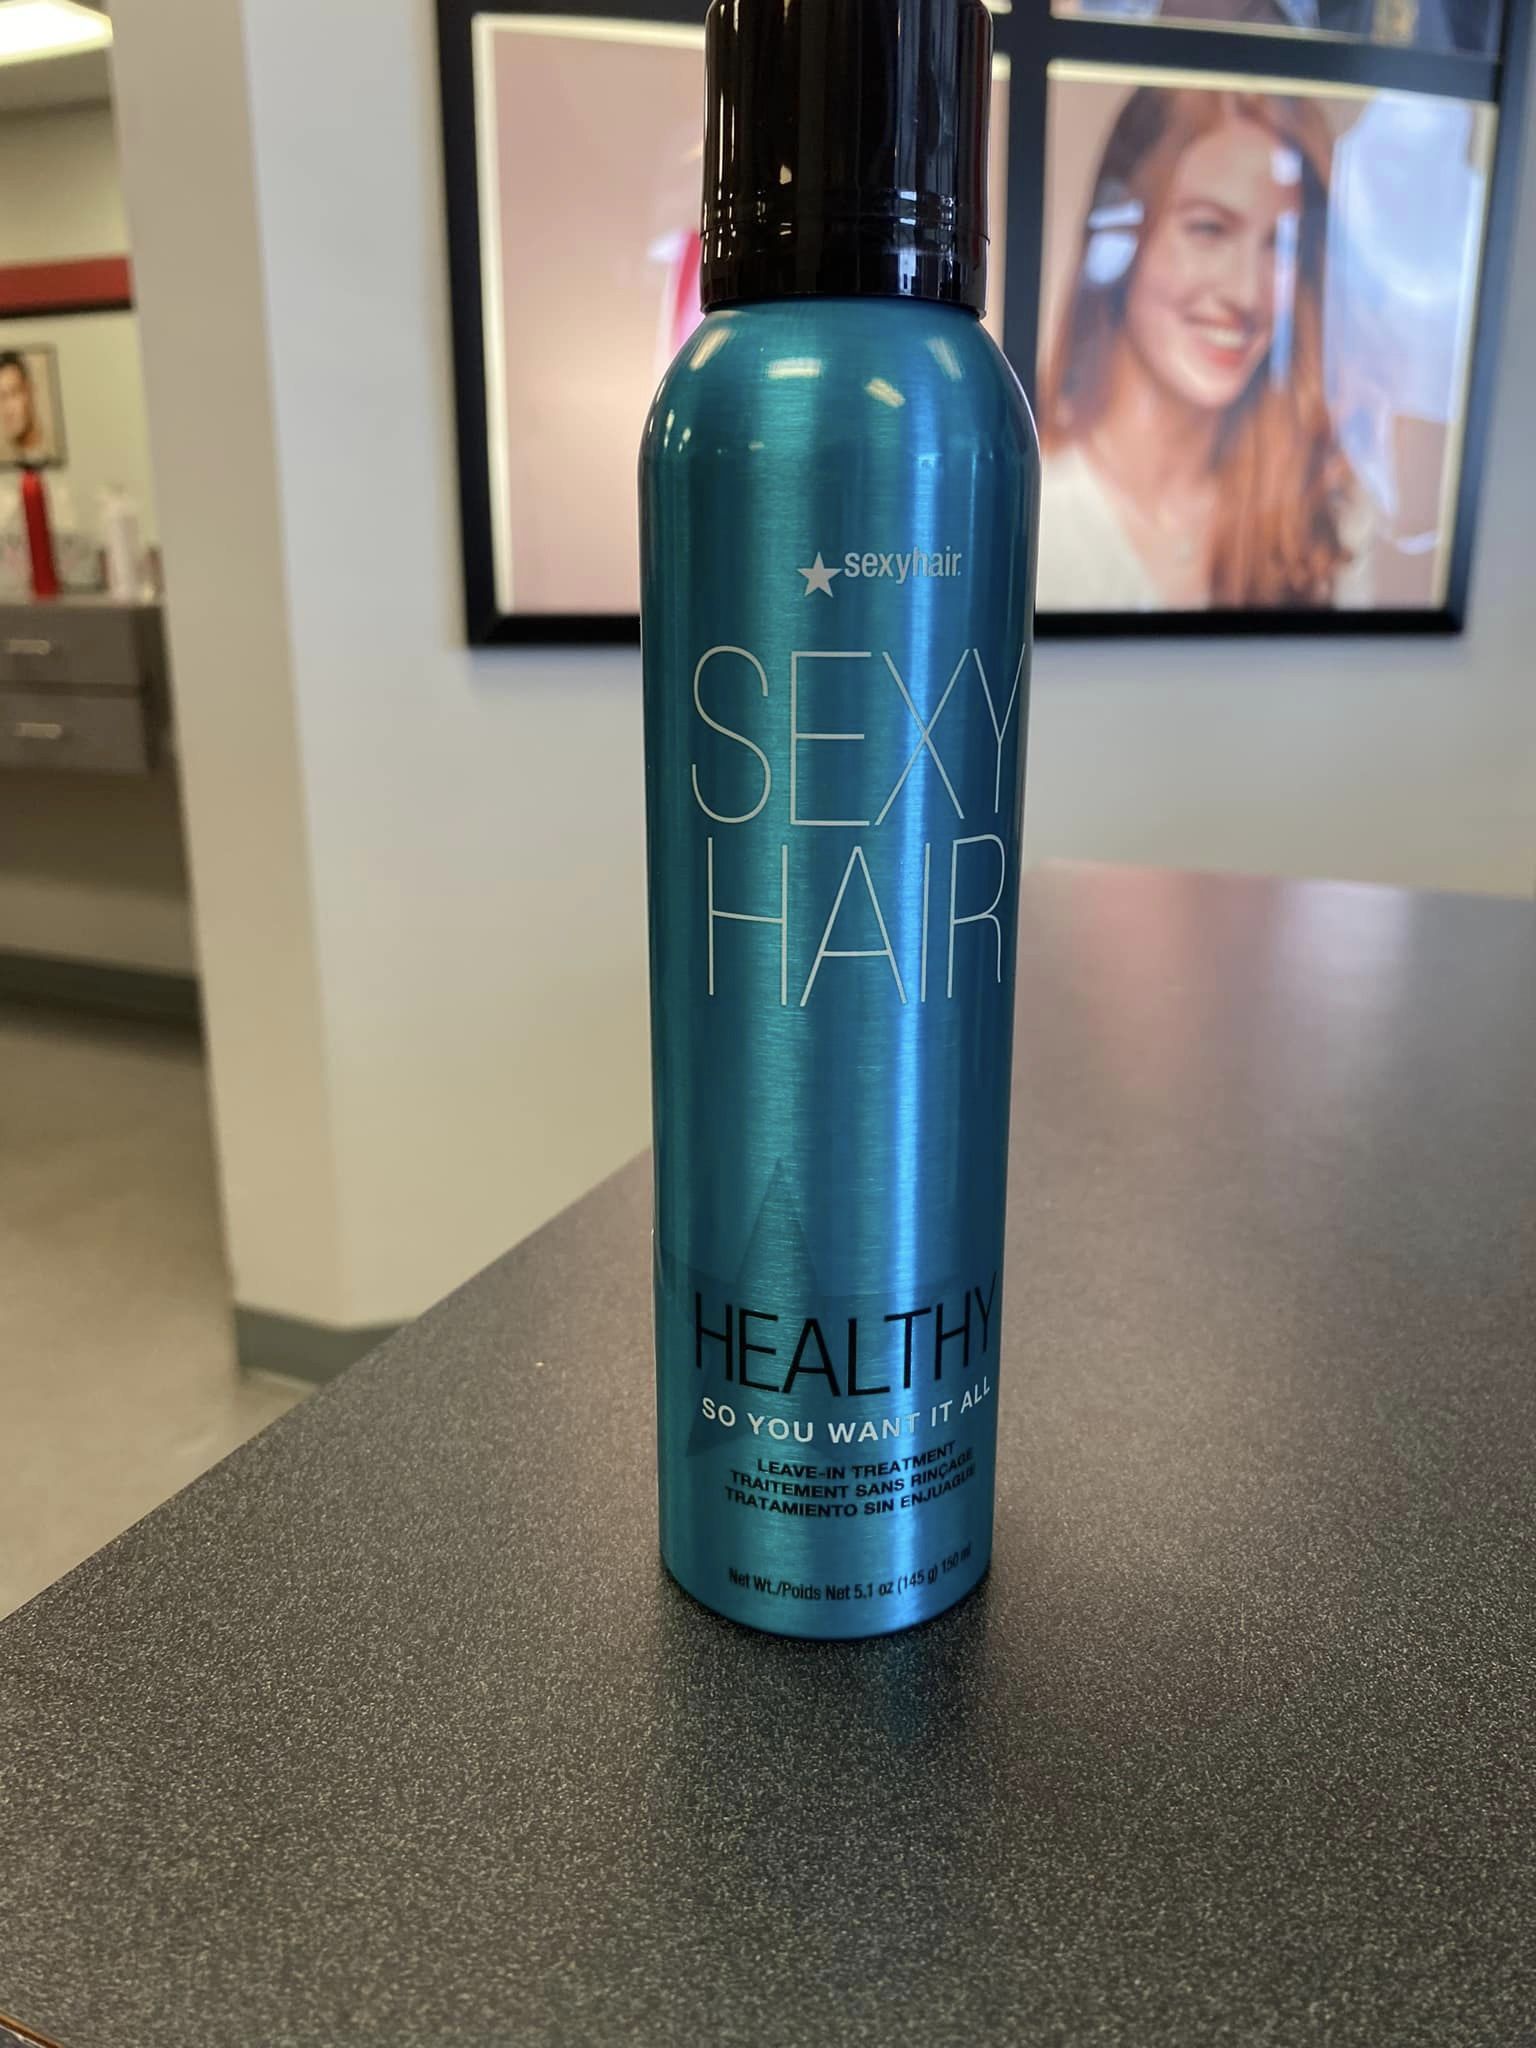 sexyhair.
SEXY
HAIR
HEALTHY
SO YOU WANT IT ALL
LEAVE-IN TREATMENT
TRAITEMENT SANS RINÇAGE
TRATAMIENTO SIN ENJUAGUE
Net Wt./Poids Net 5.1 oz (145 g) 150 ml